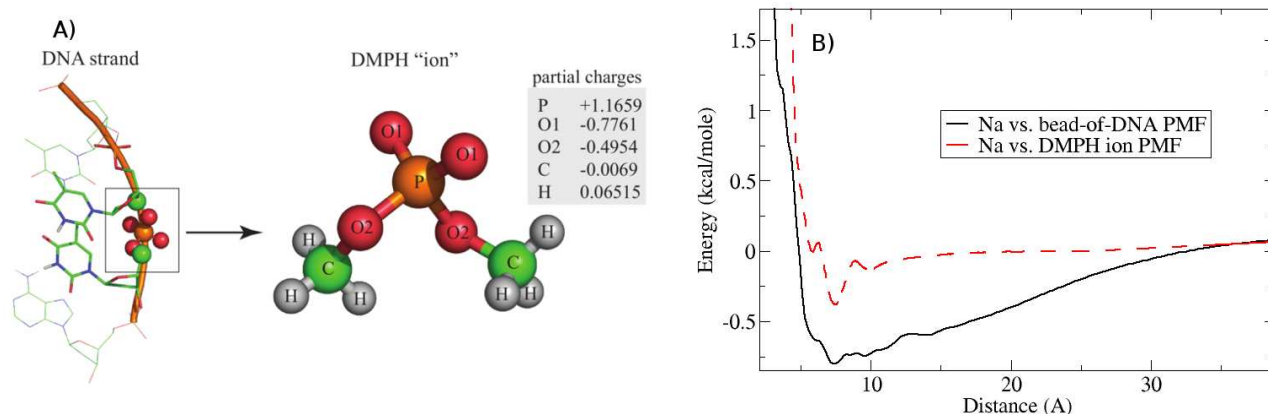 A)
DNA strand
DMPH “ion”
partial charges
P +1.1659
O1 -0.7761
O2 -0.4954
C -0.0069
H 0.06515
O1
O1
P
O2
O2
H
H
C
C
H
H
H
H
B)
1.5
1
0.5
0
-0.5
Energy (kcal/mole)
Na vs. bead-of-DNA PMF
Na vs. DMPH ion PMF
10 20 30
Distance (A)